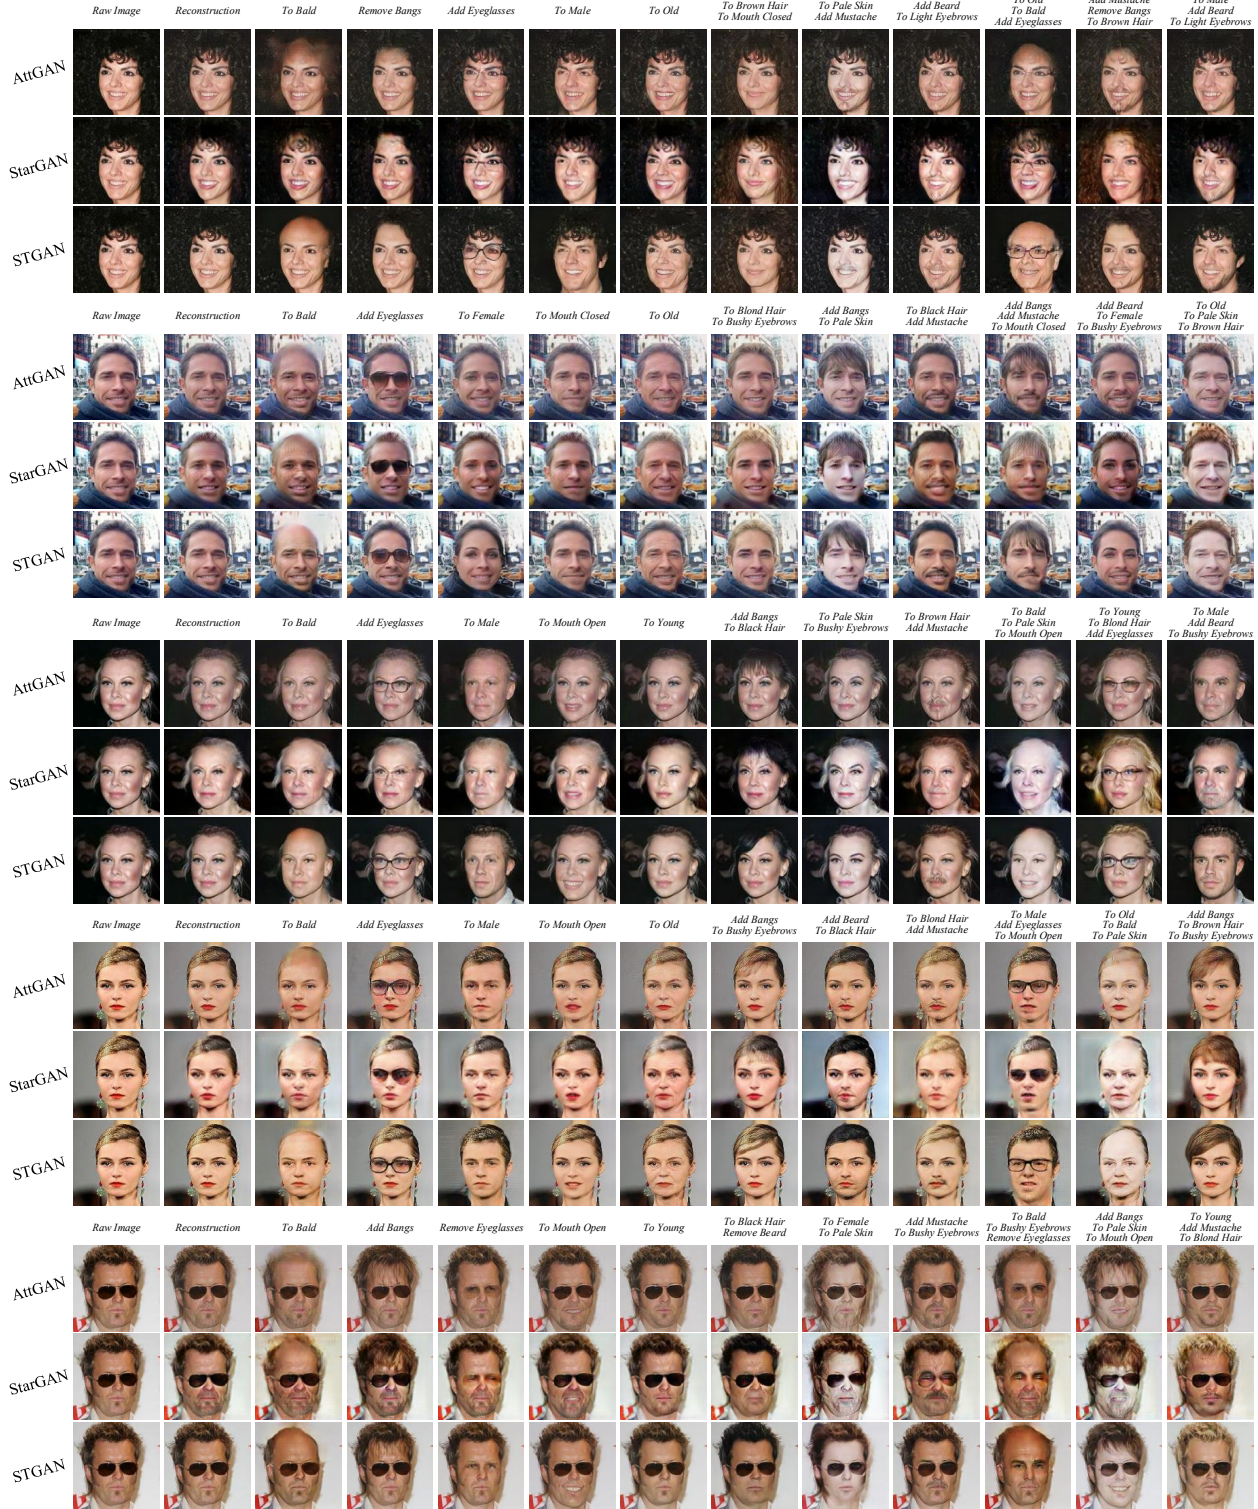 Raw Image Reconstruction To Bald Remove Bangs Add Eyeglasses To Male To Old
To Brown Hair
To Mouth Closed
To Pale Skin
Add Mustache
Add Beard
To Light Eyebrows
To Old
To Bald
Add Eyeglasses
Add Mustache
Remove Bangs
To Brown Hair
To Male
Add Beard
To Light Eyebrows
AttGAN
StarGAN
STGAN
Raw Image Reconstruction To Bald Add Eyeglasses To Female To Mouth Closed To Old
To Blond Hair
To Bushy Eyebrows
Add Bangs
To Pale Skin
To Black Hair
Add Mustache
Add Bangs
Add Mustache
To Mouth Closed
Add Beard
To Female
To Bushy Eyebrows
To Old
To Pale Skin
To Brown Hair
AttGAN
StarGAN
STGAN
Raw Image Reconstruction To Bald Add Eyeglasses To Male To Mouth Open To Young
Add Bangs
To Black Hair
To Pale Skin
To Bushy Eyebrows
To Brown Hair
Add Mustache
To Bald
To Pale Skin
To Mouth Open
To Young
To Blond Hair
Add Eyeglasses
To Male
Add Beard
To Bushy Eyebrows
AttGAN
StarGAN
STGAN
Raw Image Reconstruction To Bald Add Eyeglasses To Male To Mouth Open To Old
Add Bangs
To Bushy Eyebrows
Add Beard
To Black Hair
To Blond Hair
Add Mustache
To Male
Add Eyeglasses
To Mouth Open
To Old
To Bald
To Pale Skin
Add Bangs
To Brown Hair
To Bushy Eyebrows
AttGAN
StarGAN
STGAN
Raw Image Reconstruction To Bald Add Bangs Remove Eyeglasses To Mouth Open To Young
To Black Hair
Remove Beard
To Female
To Pale Skin
Add Mustache
To Bushy Eyebrows
To Bald
To Bushy Eyebrows
Remove Eyeglasses
Add Bangs
To Pale Skin
To Mouth Open
To Young
Add Mustache
To Blond Hair
AttGAN
StarGAN
STGAN